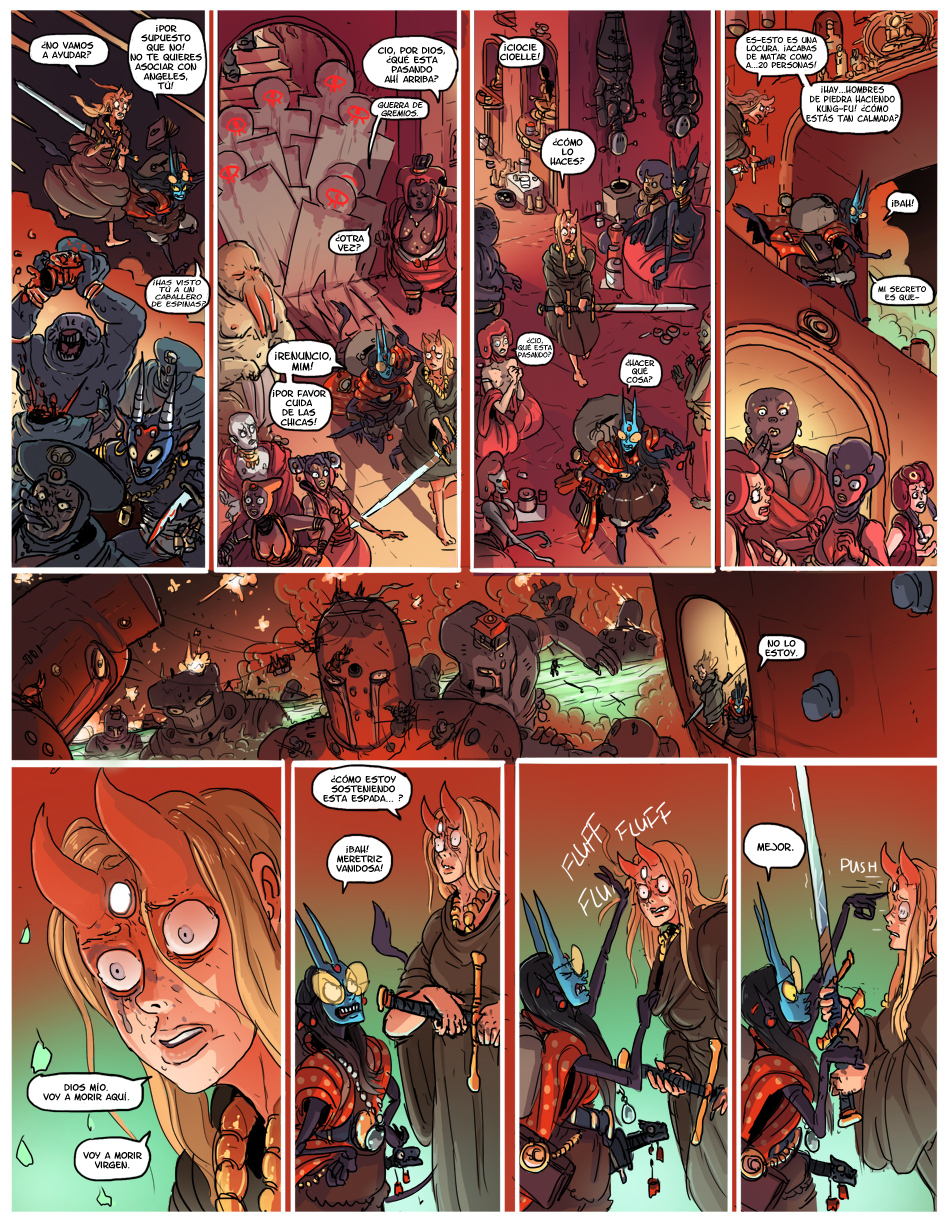 ¿NO VAMOS
A AYUDAR?
¡POR
SUPUESTO
QUE NO!
NO TE QUIERES
ASOCIAR CON
ANGELES,
TÚ!
¡HAS VISTO
TÚ A UN
CABALLERO
DE ESPINAS?
CIO, POR DIOS,
¿QUÉ ESTA
PASANDO
AHÍ ARRIBA?
GUERRA DE
GREMIOS.
¿OTRA
VEZ?
¡RENUNCIO,
MIM!
¡POR FAVOR
CUIDA
DE LAS
CHICAS!
¡CIOCIE
CIOELLE!
¿CÓMO
LO
HACES?
¿CIO,
QUÉ ESTA
PASANDO?
¿HACER
QUÉ
COSA?
ES-ESTO ES UNA
LOCURA. ¡ACABAS
DE MATAR COMO
A...20 PERSONAS!
¡HAY...HOMBRES
DE PIEDRA HACIENDO
KUNG-FU! ¿CÓMO
ESTÁS TAN CALMADA?
¡BAH!
MI SECRETO
ES QUE-
NO LO
ESTOY.
DIOS MÍO.
VOY A MORIR AQUÍ.
VOY A MORIR
VIRGEN.
¿CÓMO ESTOY
SOSTENIENDO
ESTA ESPADA... ?
¡BAH!
MERETRIZ
VANIDOSA!
FLUFF
FLUFF
FLU
MEJOR.
PUSH